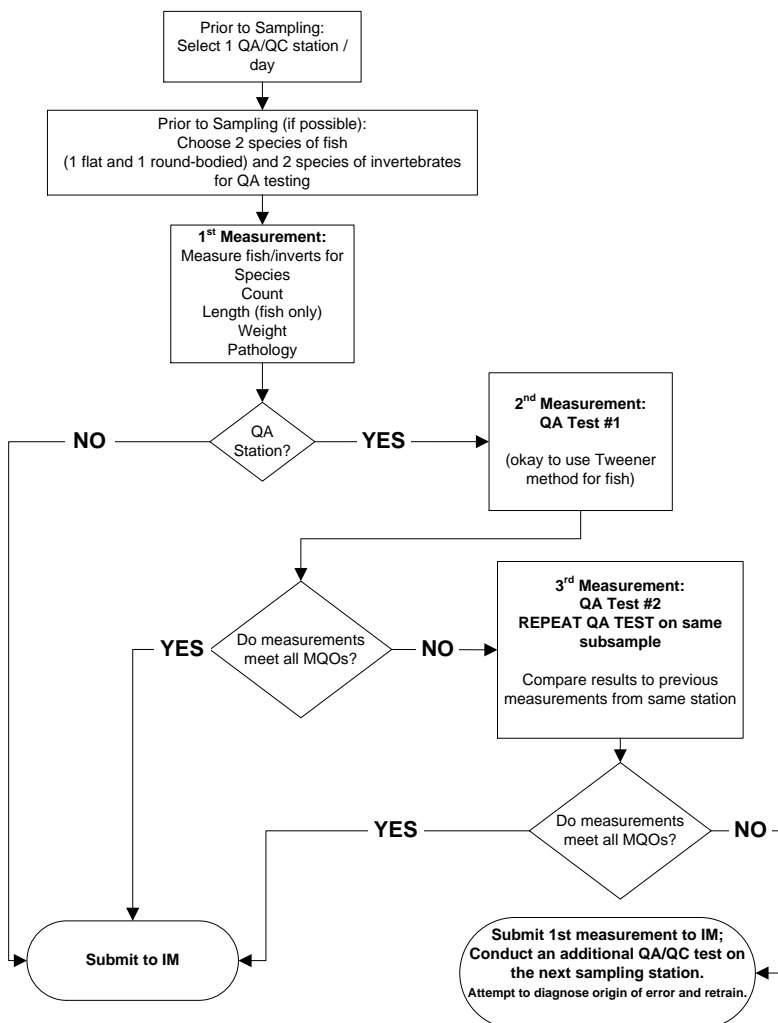 Prior to Sampling:
Select 1 QA/QC station /
day
Prior to Sampling (if possible):
Choose 2 species of fish
(1 flat and 1 round-bodied) and 2 species of invertebrates
for QA testing
1st Measurement:
Measure fish/inverts for
Species
Count
Length (fish only)
Weight
Pathology
QA
Station?
NO
YES
2nd Measurement:
QA Test #1
(okay to use Tweener
method for fish)
Do measurements
meet all MQOs?
YES
NO
3rd Measurement:
QA Test #2
REPEAT QA TEST on same
subsample
Compare results to previous
measurements from same station
Do measurements
meet all MQOs?
YES
NO
Submit to IM
Submit 1st measurement to IM;
Conduct an additional QA/QC test on
the next sampling station.
Attempt to diagnose origin of error and retrain.